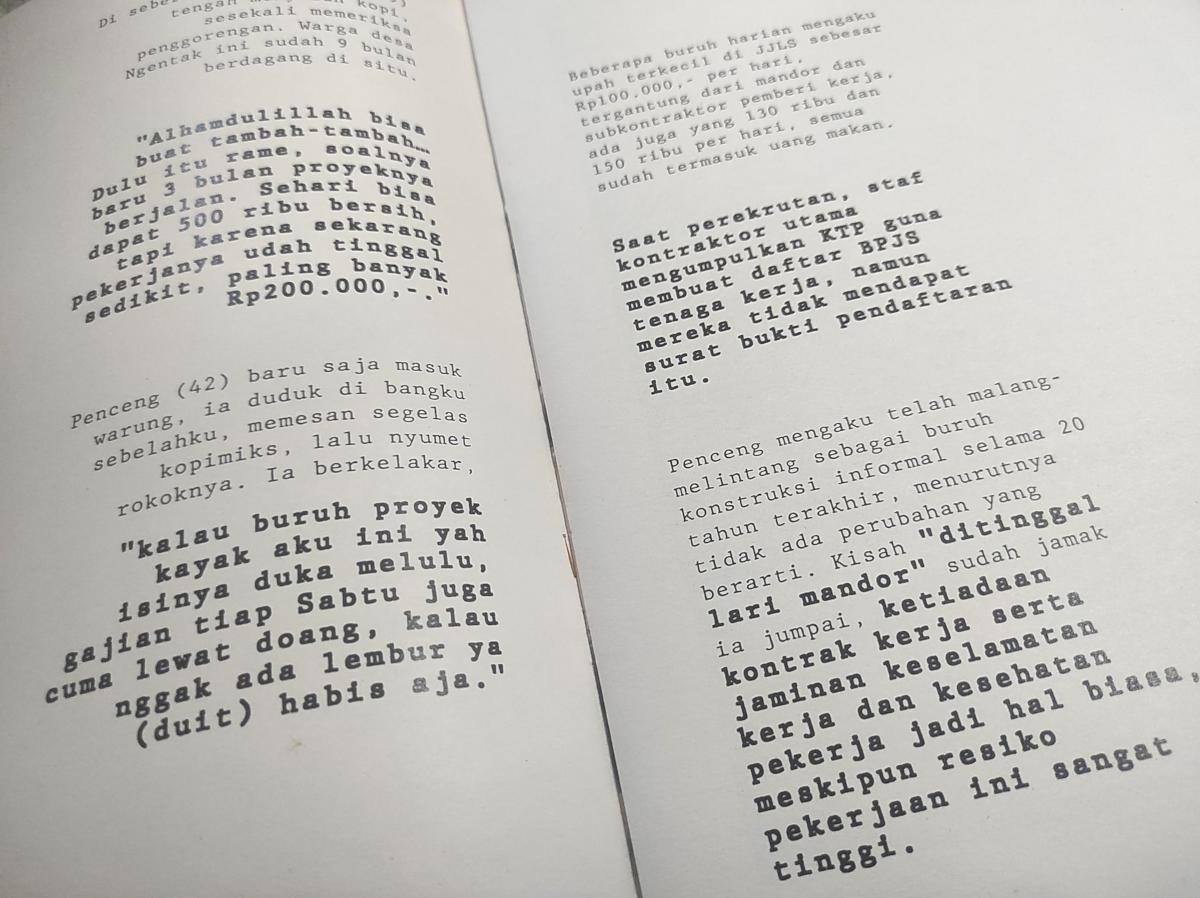 Di
tengah kopi,
sesekali memeriksa
penggorengan. Warga desa
Ngentak ini sudah 9 bulan
berdagang di situ.
"Alhamdulillah bisa
buat tambah-tambah…
Dulu itu rame, soalnya
baru 3 bulan proyeknya
berjalan. Sehari bisa
dapat 500 ribu bersih,
tapi karena sekarang
pekerjanya udah tinggal
sedikit, paling banyak
Rp200.000,-."
Penceng (42) baru saja masuk
warung, ia duduk di bangku
sebelahku, memesan segelas
kopimiks, lalu nyumet
rokoknya. Ia berkelakar,
"kalau buruh proyek
kayak aku ini yah
isinya duka melulu,
gajian tiap Sabtu juga
cuma lewat doang, kalau
nggak ada lembur ya
(duit) habis aja."
Beberapa buruh harian mengaku
upah terkecil di JJLS sebesar
Rp100.000,- per hari,
tergantung dari mandor dan
subkontraktor pemberi kerja,
ada juga yang 130 ribu dan
150 ribu per hari, semua
sudah termasuk uang makan.
Saat perekrutan, staf
kontraktor utama
mengumpulkan KTP guna
membuat daftar BPJS
tenaga kerja, namun
mereka tidak mendapat
surat bukti pendaftaran
itu.
Penceng mengaku telah malang-
melintang sebagai buruh
konstruksi informal selama 20
tahun terakhir, menurutnya
tidak ada perubahan yang
berarti. Kisah "ditinggal
lari mandor" sudah jamak
ia jumpai, ketiadaan
kontrak kerja serta
jaminan keselamatan
kerja dan kesehatan
pekerja jadi hal biasa,
meskipun resiko
pekerjaan ini sangat
tinggi.